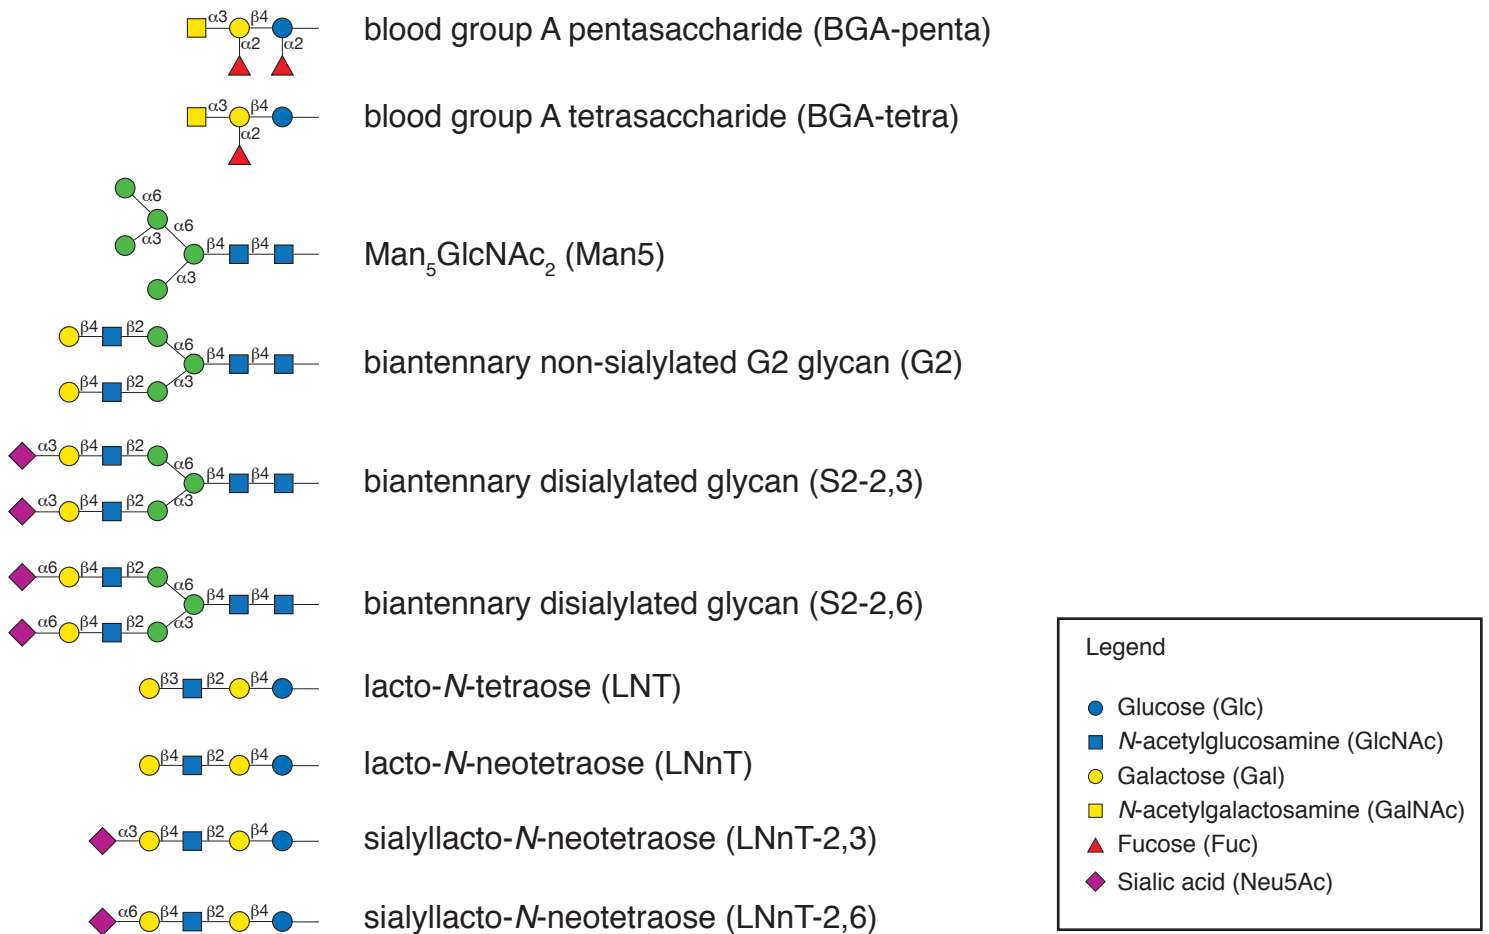 α3 β4
α2 α2
blood group A pentasaccharide (BGA-penta)
α3 β4
α2
blood group A tetrasaccharide (BGA-tetra)
α6
α3
α6
α3
β4 β4
Man5GlcNAc2 (Man5)
β4 β2
α6
β4 β4
β4 β2
α3
biantennary non-sialylated G2 glycan (G2)
α3 β4 β2
α6
β4 β4
α3 β4 β2
α3
biantennary disialylated glycan (S2-2,3)
α6 β4 β2
α6
β4 β4
α6 β4 β2
α3
biantennary disialylated glycan (S2-2,6)
β3 β2 β4
lacto-N-tetraose (LNT)
β4 β2 β4
lacto-N-neotetraose (LNnT)
α3 β4 β2 β4
sialyllacto-N-neotetraose (LNnT-2,3)
α6 β4 β2 β4
sialyllacto-N-neotetraose (LNnT-2,6)
Legend
Glucose (Glc)
N-acetylglucosamine (GlcNAc)
Galactose (Gal)
N-acetylgalactosamine (GalNAc)
Fucose (Fuc)
Sialic acid (Neu5Ac)